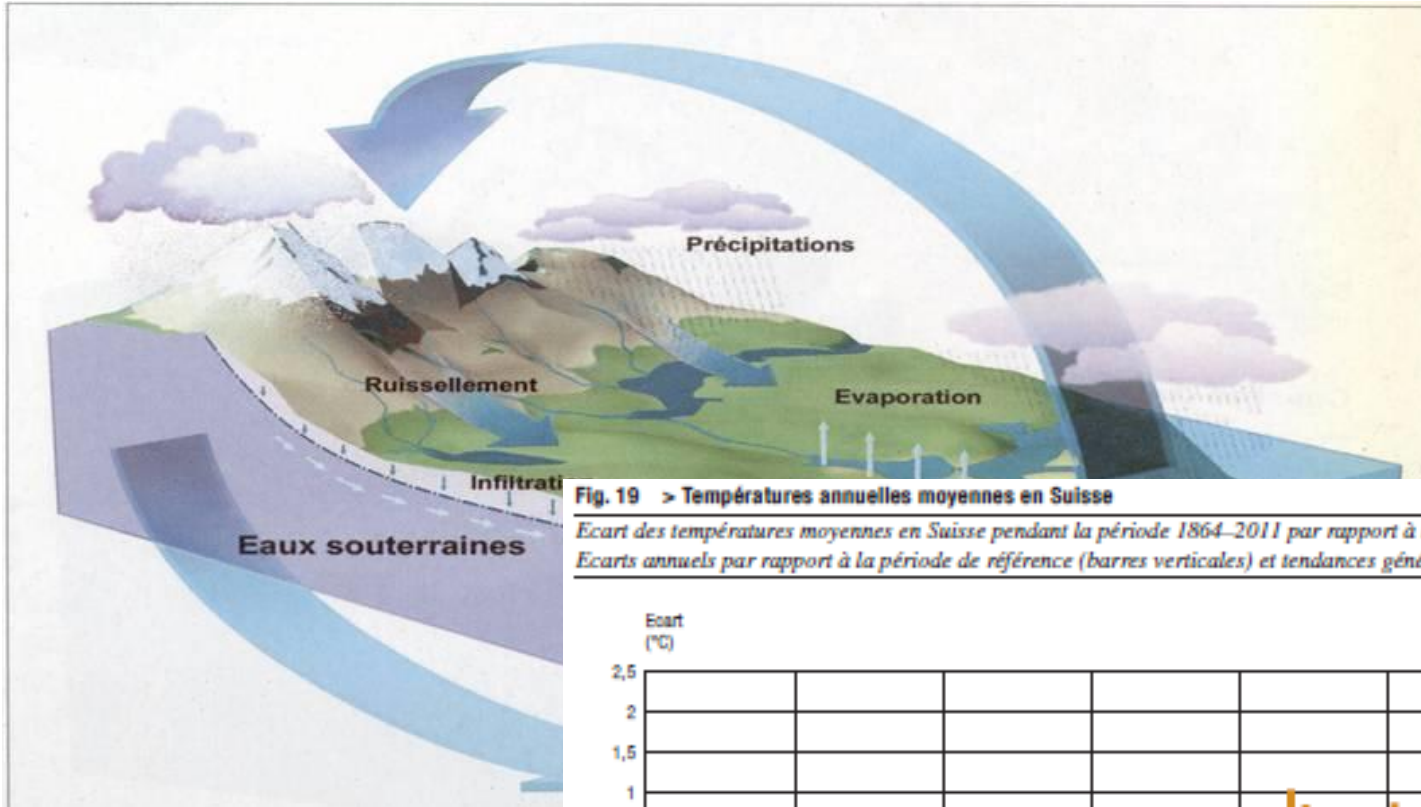 Précipitations
Ruissellement
Evaporation
Eaux souterraines
Fig. 19 > Températures annuelles moyennes en Suisse
Ecart des températures moyennes en Suisse pendant la période 1864–2011 par rapport à
Ecarts annuels par rapport à la période de référence (barres verticales) et tendances
Ecart
(°C)
2,5
2
1,5
1